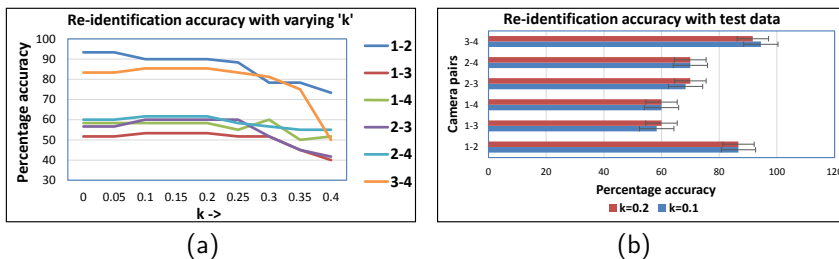 Re-identification accuracy with varying 'k'
Percentage accuracy
100
90
80
70
60
50
40
30
0 0.05 0.1 0.15 0.2 0.25 0.3 0.35 0.4
k ->
1-2
1-3
1-4
2-3
2-4
3-4
(a)
Re-identification accuracy with test data
Camera pairs
3-4
2-4
2-3
1-4
1-3
1-2
0 20 40 60 80 100 120
Percentage accuracy
k=0.2 k=0.1
(b)